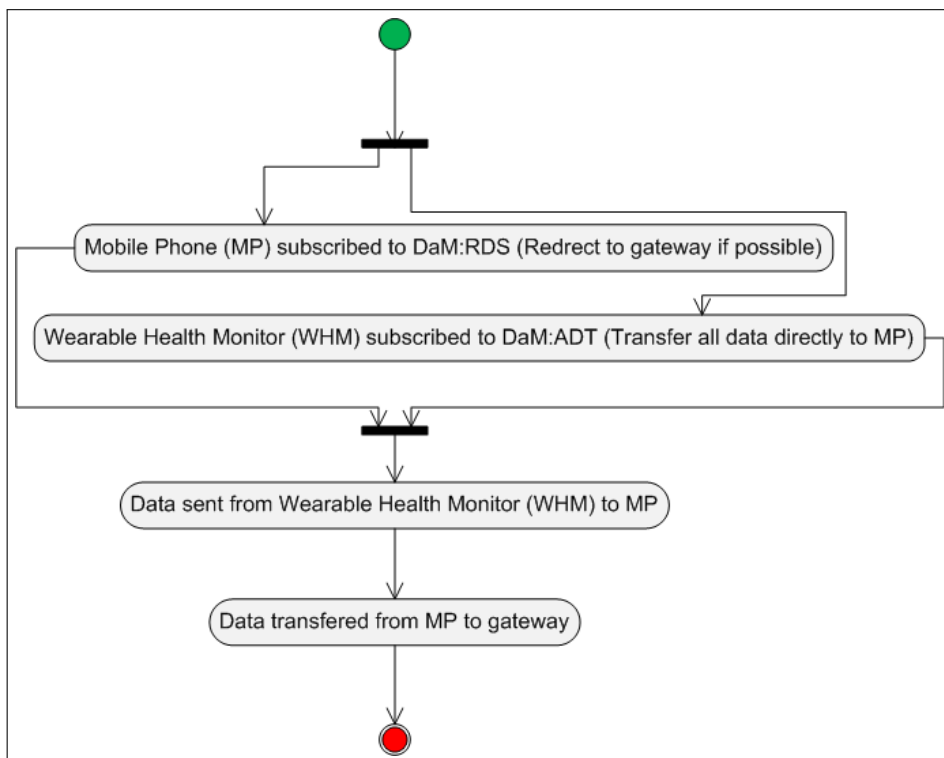 Mobile Phone (MP) subscribed to DaM:RDS (Redrect to gateway if possible)
Wearable Health Monitor (WHM) subscribed to DaM:ADT (Transfer all data directly to MP)
Data sent from Wearable Health Monitor (WHM) to MP
Data transfered from MP to gateway